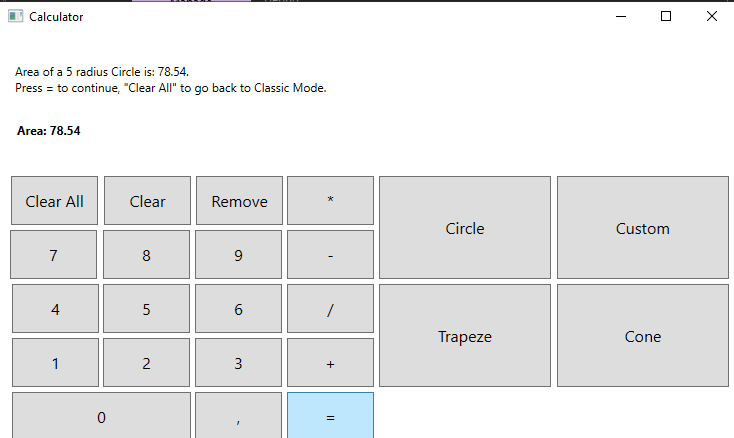 Calculator
Area of a 5 radius Circle is: 78.54.
Press = to continue, "Clear All" to go back to Classic Mode.
Area: 78.54
Clear All Clear Remove *
Circle Custom
7 8 9 -
4 5 6 /
Trapeze Cone
1 2 3 +
0 , =